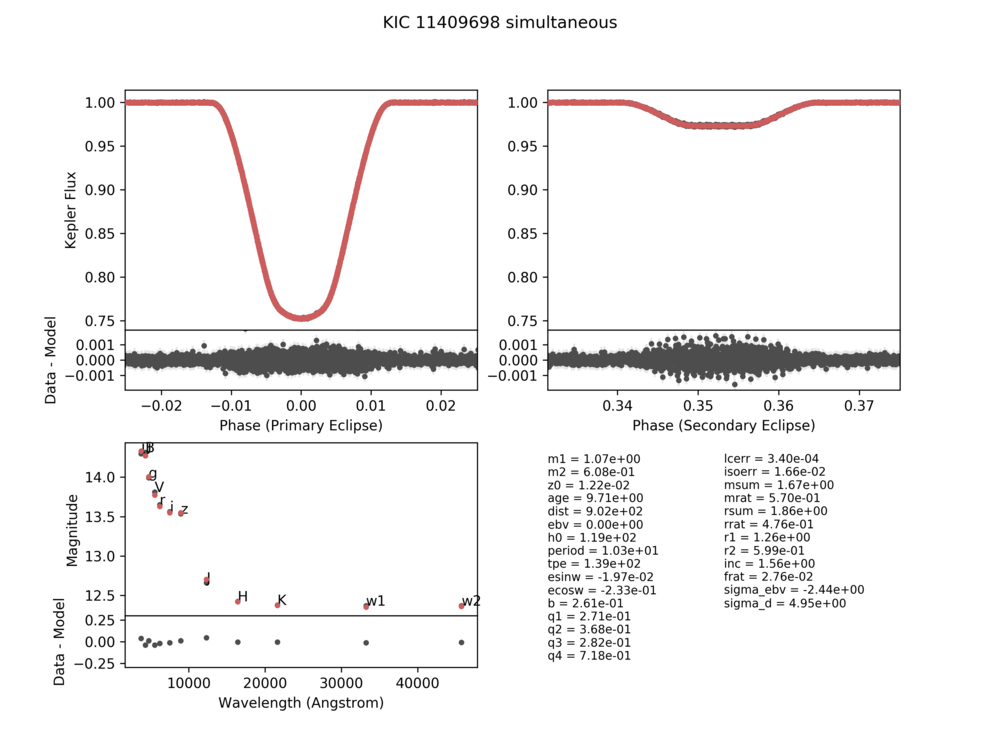 KIC 11409698 simultaneous
1.00
0.95
0.90
0.85
0.80
0.75
Kepler Flux
0.001
0.000
−0.001
Data - Model
−0.02 −0.01 0.00 0.01 0.02
Phase (Primary Eclipse)
1.00
0.95
0.90
0.85
0.80
0.75
0.001
0.000
−0.001
0.34 0.35 0.36 0.37
Phase (Secondary Eclipse)
14.0
13.5
13.0
12.5
Magnitude
B
g
V
r
i
z
J
H
K
w1
w2
0.25
0.00
−0.25
Data - Model
10000 20000 30000 40000
Wavelength (Angstrom)
m1 = 1.07e+00
m2 = 6.08e-01
z0 = 1.22e-02
age = 9.71e+00
dist = 9.02e+02
ebv = 0.00e+00
h0 = 1.19e+02
period = 1.03e+01
tpe = 1.39e+02
esinw = -1.97e-02
ecosw = -2.33e-01
b = 2.61e-01
q1 = 2.71e-01
q2 = 3.68e-01
q3 = 2.82e-01
q4 = 7.18e-01
lcerr = 3.40e-04
isoerr = 1.66e-02
msum = 1.67e+00
mrat = 5.70e-01
rsum = 1.86e+00
rrat = 4.76e-01
r1 = 1.26e+00
r2 = 5.99e-01
inc = 1.56e+00
frat = 2.76e-02
sigma_ebv = -2.44e+00
sigma_d = 4.95e+00